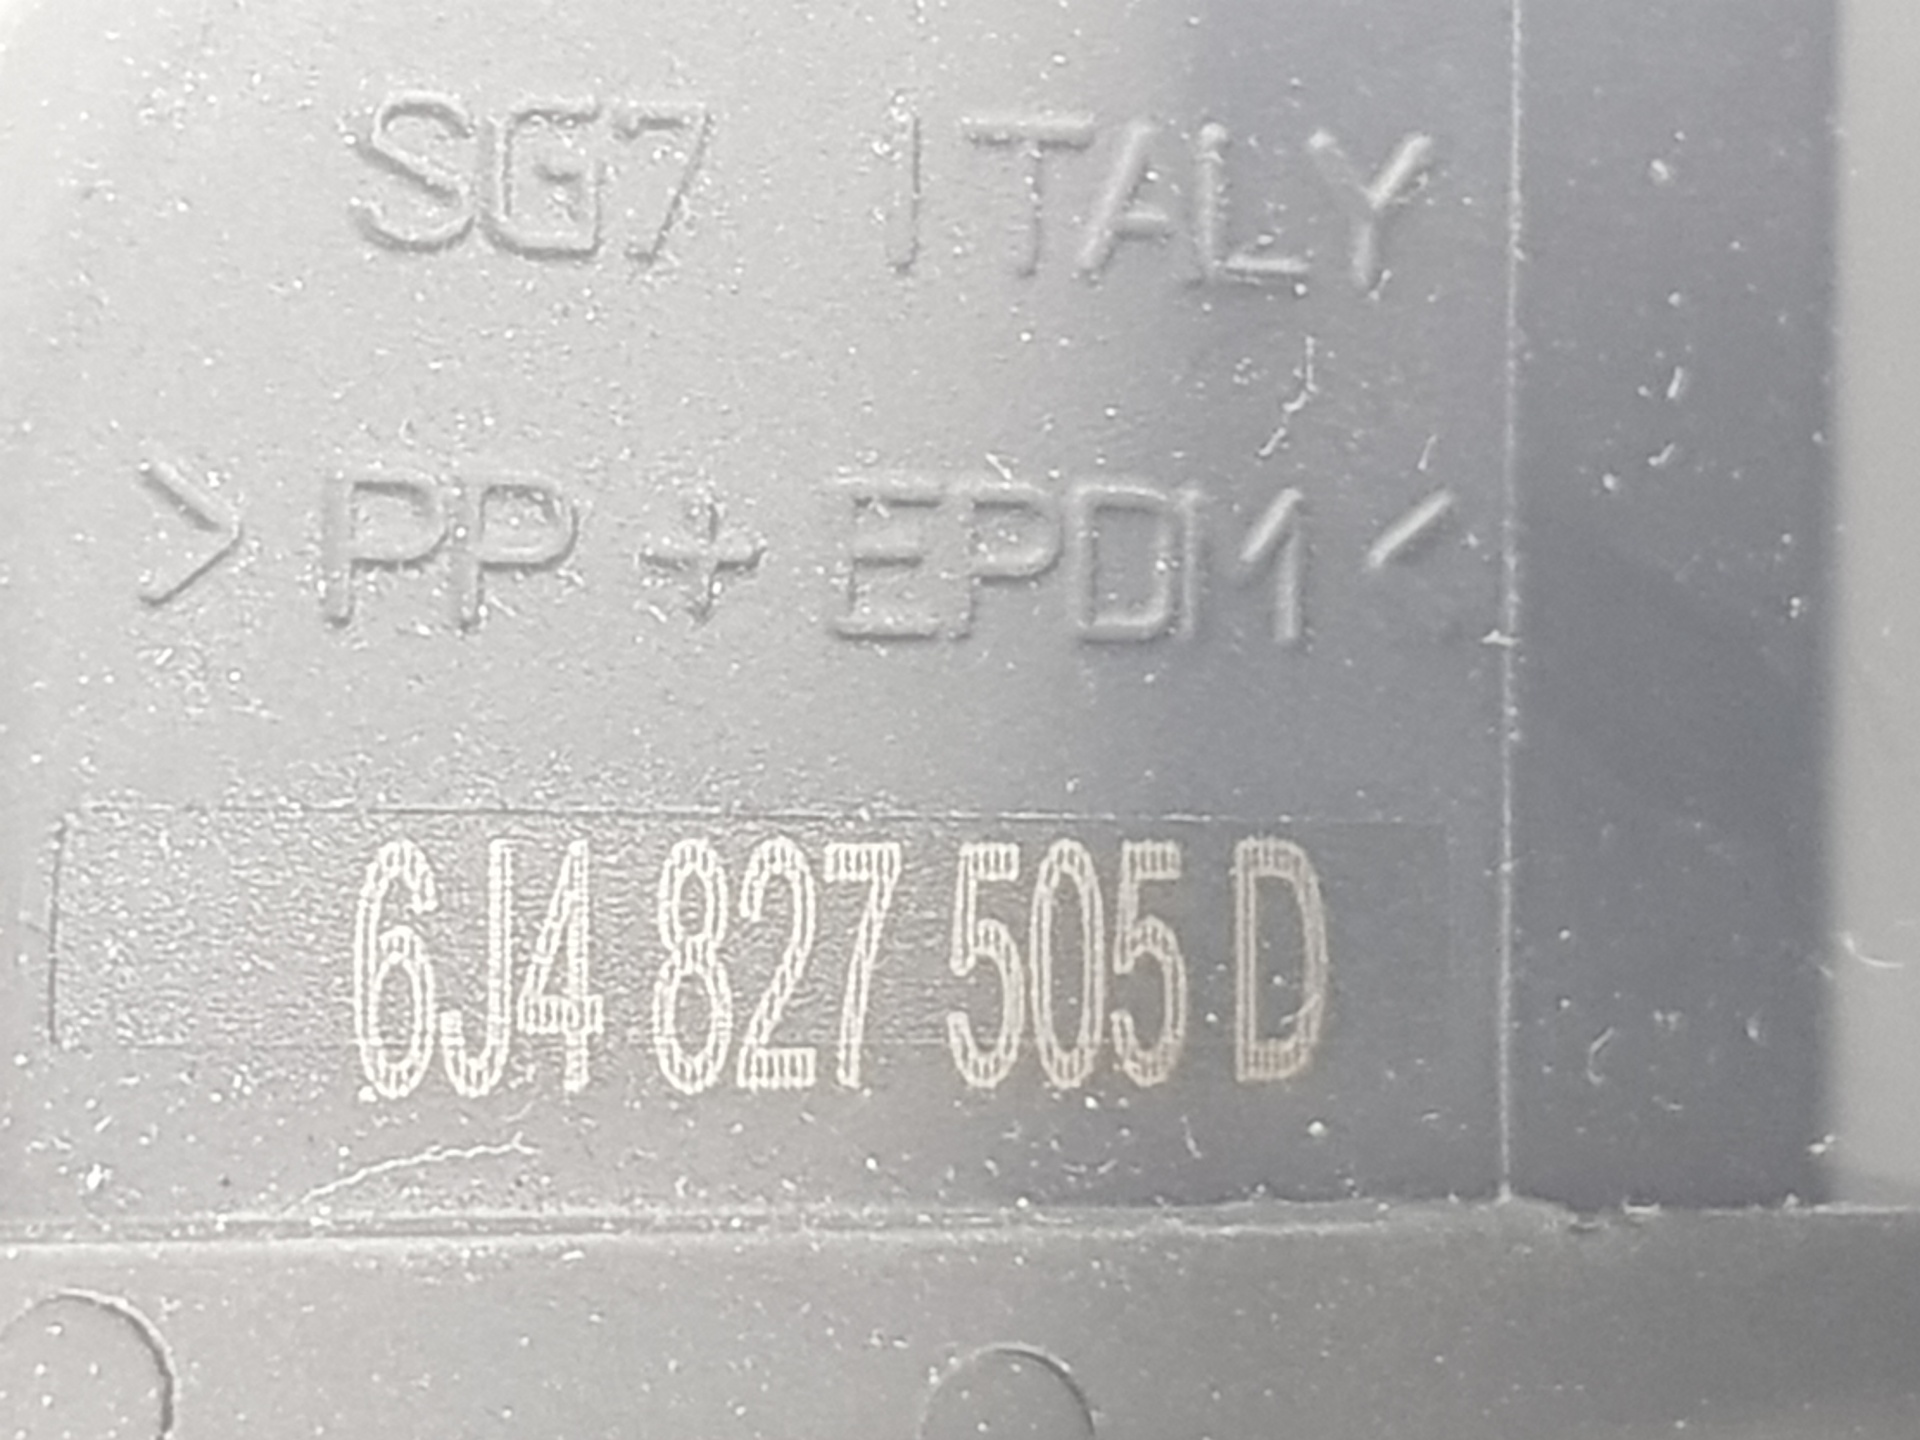 SG7 ITALY
>PP + EPDM<
6J4 827 505 D